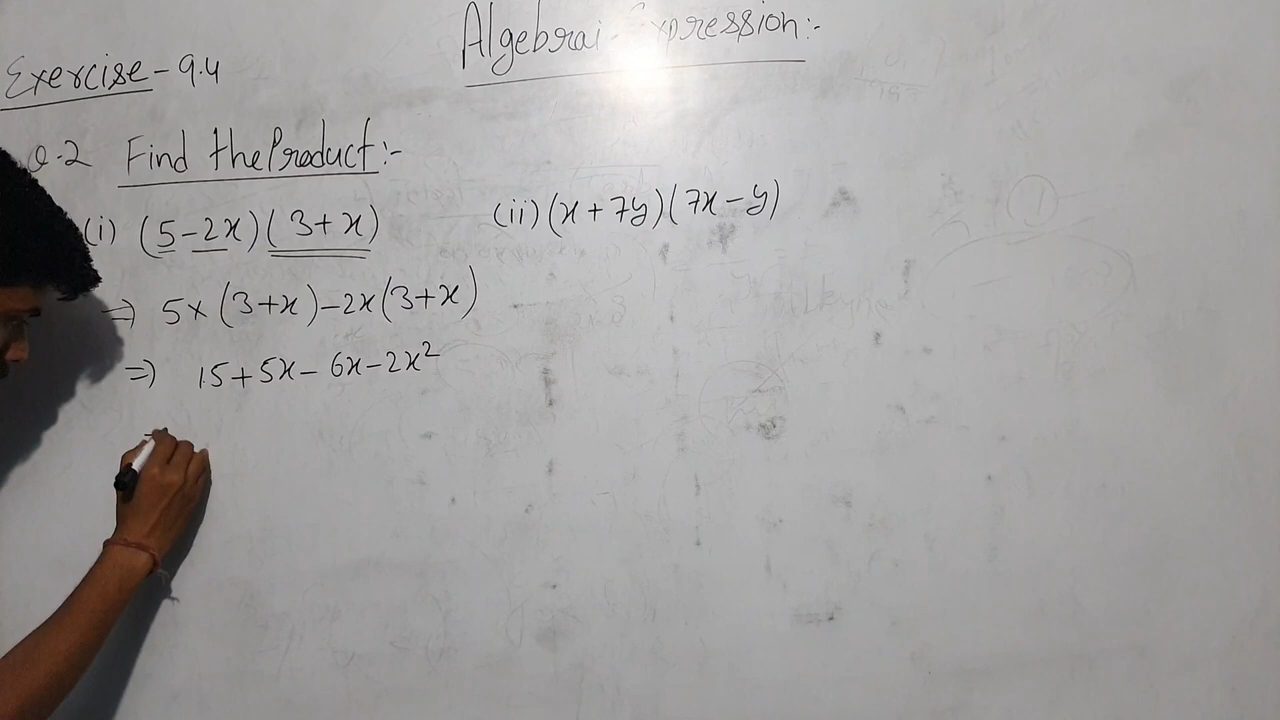 Algebrai Expression:-
Exercise-9.4
Q.2 Find the Product:-
(i) (5-2x)(3+x)
(ii) (x+7y)(7x-y)
⇒ 5×(3+x)-2x(3+x)
⇒ 15+5x-6x-2x²